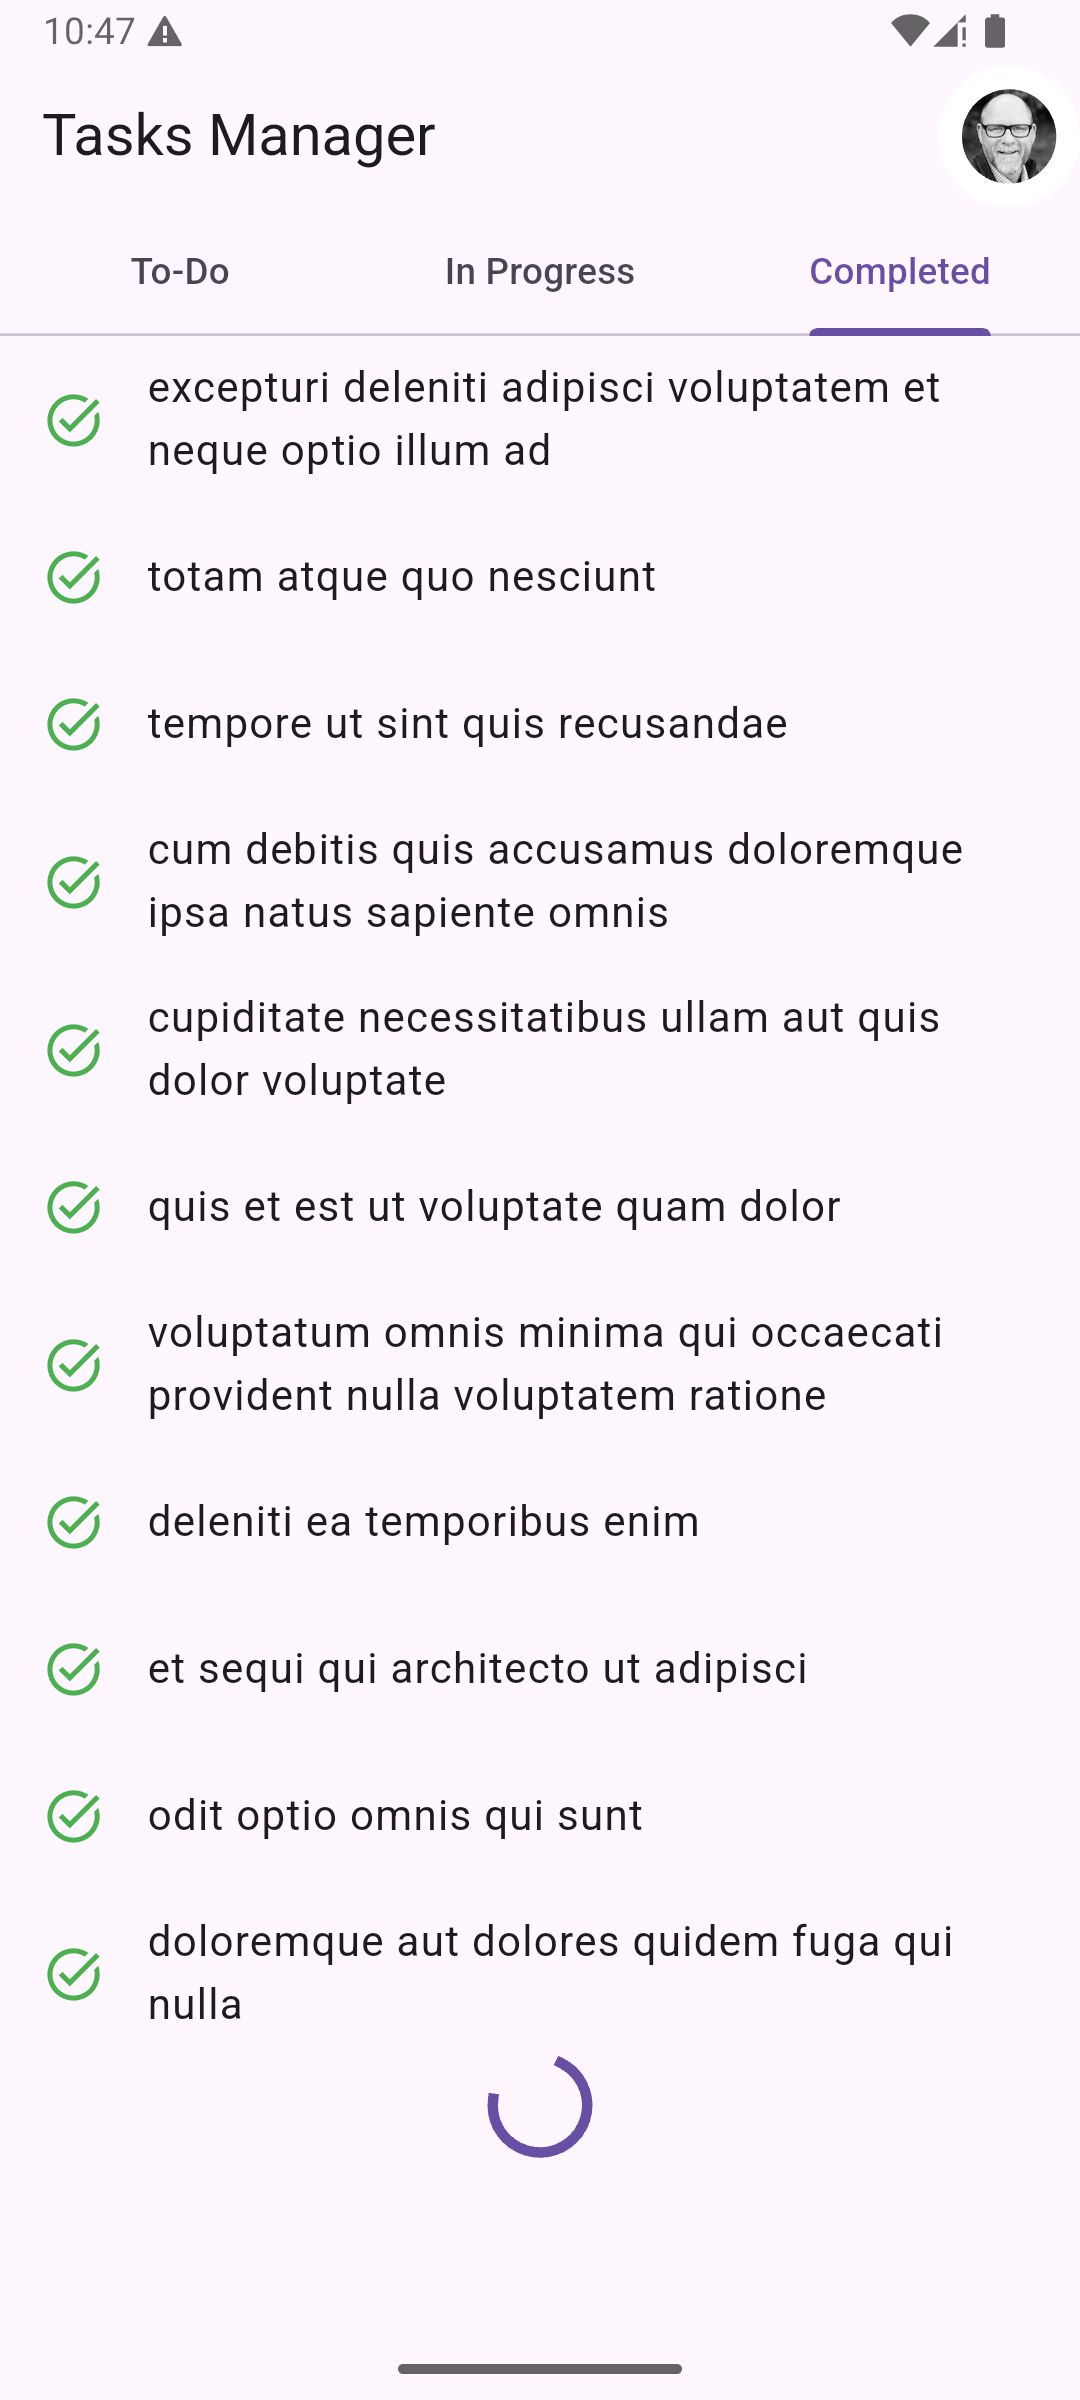 10:47
Tasks Manager
To-Do
In Progress
Completed
excepturi deleniti adipisci voluptatem et
neque optio illum ad
totam atque quo nesciunt
tempore ut sint quis recusandae
cum debitis quis accusamus doloremque
ipsa natus sapiente omnis
cupiditate necessitatibus ullam aut quis
dolor voluptate
quis et est ut voluptate quam dolor
voluptatum omnis minima qui occaecati
provident nulla voluptatem ratione
deleniti ea temporibus enim
et sequi qui architecto ut adipisci
odit optio omnis qui sunt
doloremque aut dolores quidem fuga qui
nulla